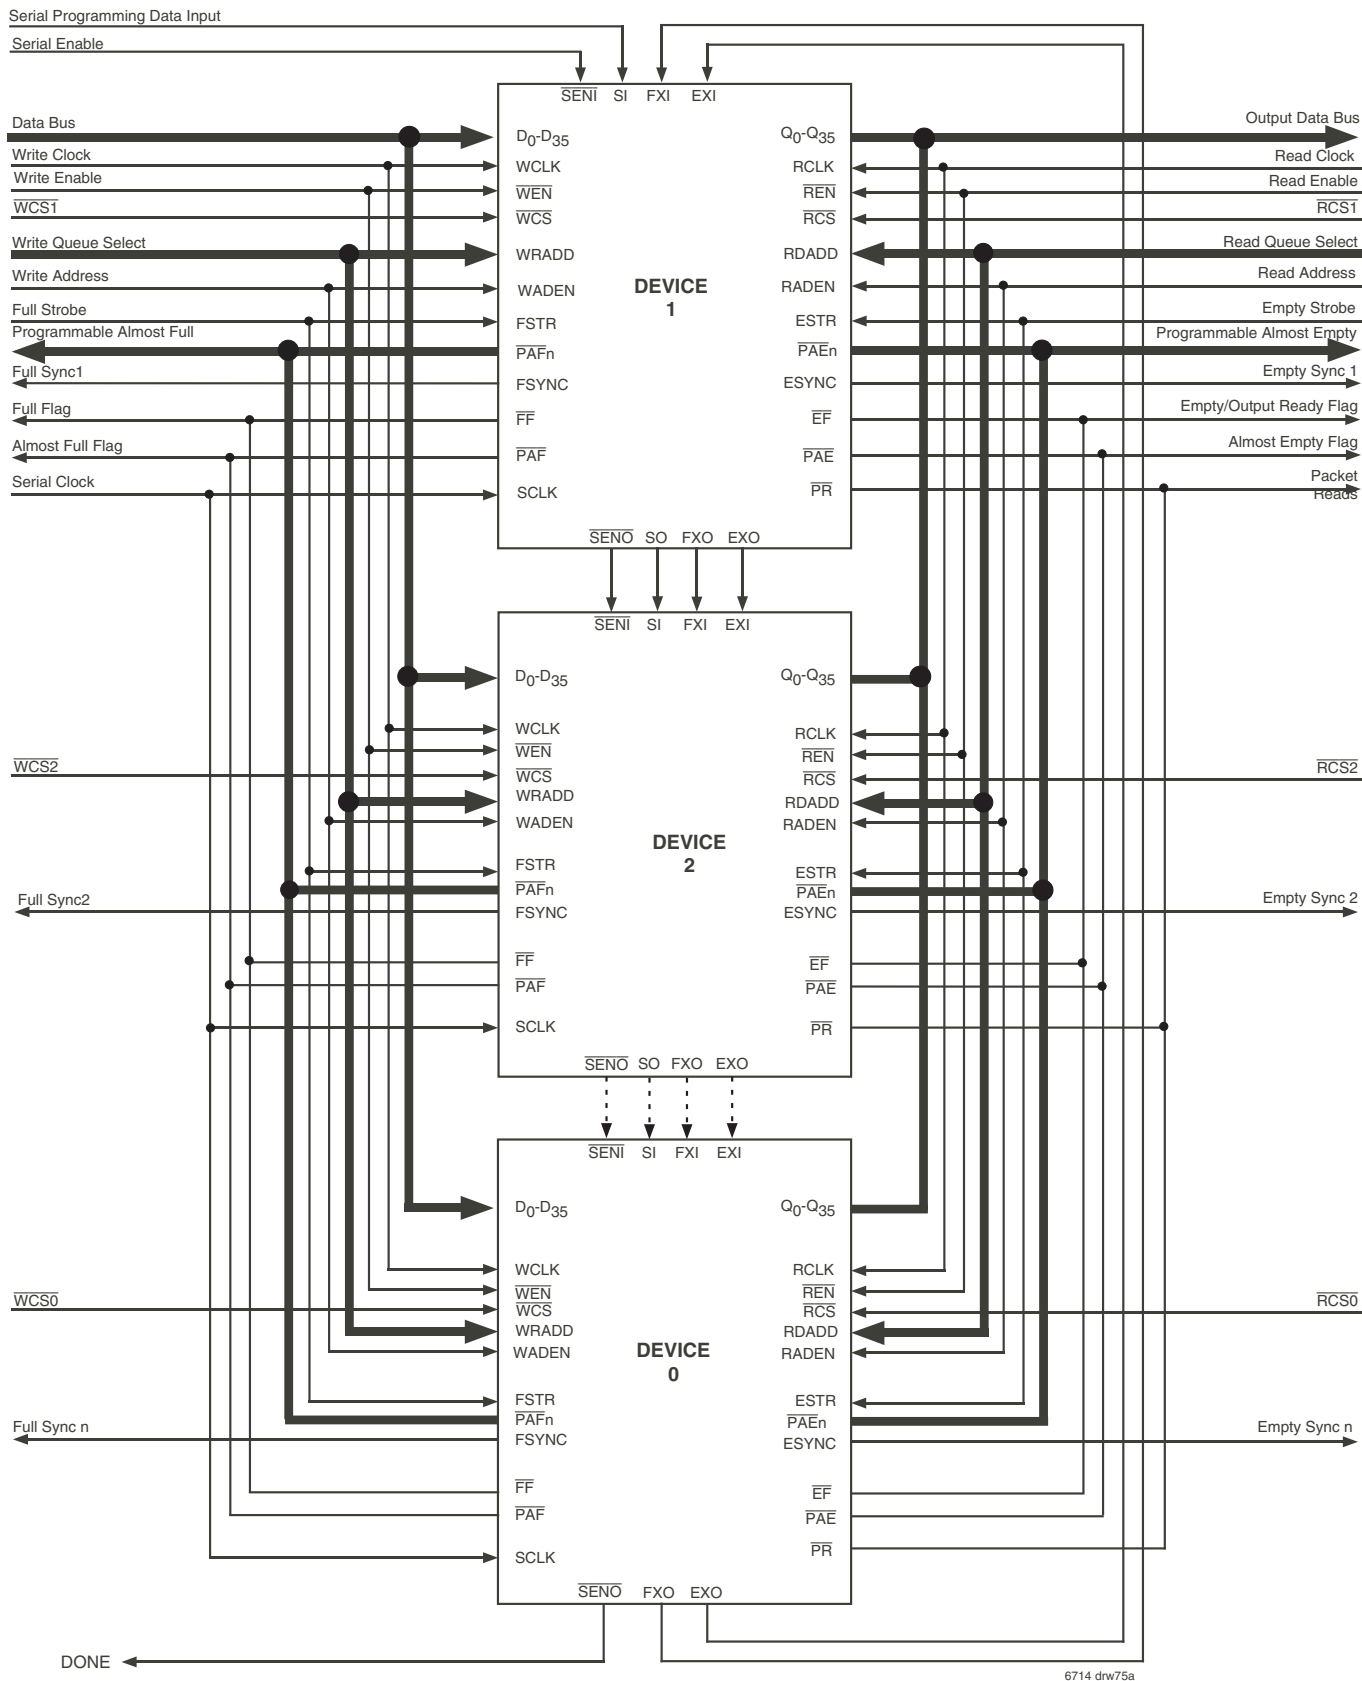 Serial Programming Data Input
Serial Enable
SENI SI FXI EXI
Data Bus
D0-D35
Q0-Q35
Output Data Bus
Write Clock
WCLK
RCLK
Read Clock
Write Enable
WEN
REN
Read Enable
WCS1
WCS
RCS
RCS1
Write Queue Select
WRADD
RDADD
Read Queue Select
Write Address
WADEN
RADEN
Read Address
DEVICE
1
Full Strobe
FSTR
ESTR
Empty Strobe
Programmable Almost Full
PAFn
PAEn
Programmable Almost Empty
Full Sync1
FSYNC
ESYNC
Empty Sync 1
Full Flag
FF
EF
Empty/Output Ready Flag
Almost Full Flag
PAF
PAE
Almost Empty Flag
Serial Clock
SCLK
PR
Packet
Reads
SENO SO FXO EXO
SENI SI FXI EXI
D0-D35
Q0-Q35
WCLK
RCLK
WEN
REN
WCS2
WCS
RCS
RCS2
WRADD
RDADD
WADEN
RADEN
DEVICE
2
FSTR
ESTR
PAFn
PAEn
Full Sync2
FSYNC
ESYNC
Empty Sync 2
FF
EF
PAF
PAE
SCLK
PR
SENO SO FXO EXO
SENI SI FXI EXI
D0-D35
Q0-Q35
WCLK
RCLK
WEN
REN
WCS0
WCS
RCS
RCS0
WRADD
RDADD
WADEN
RADEN
DEVICE
0
FSTR
ESTR
PAFn
PAEn
Full Sync n
FSYNC
ESYNC
Empty Sync n
FF
EF
PAF
PAE
SCLK
PR
SENO FXO EXO
DONE
6714 drw75a